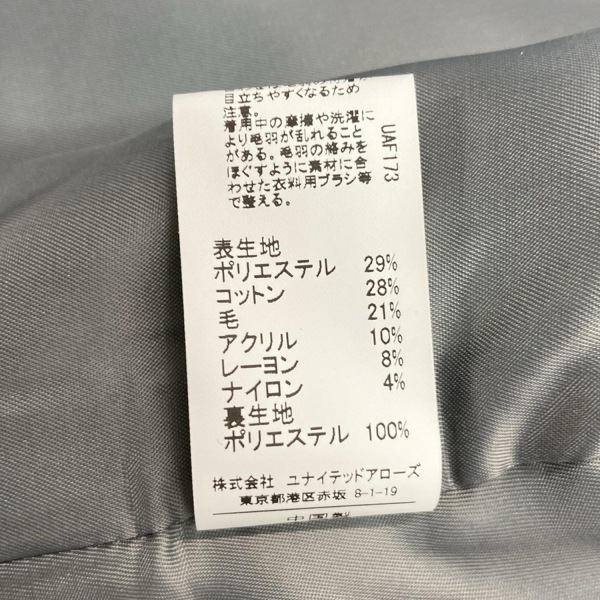 目立ちやすくなるため
注意。
着用中の摩擦や洗濯に
より毛羽が乱れること
がある。毛羽の絡みを
ほぐすように素材に合
わせた衣料用ブラシ等
で整える。
UAF173
表生地
ポリエステル 29%
コットン 28%
毛 21%
アクリル 10%
レーヨン 8%
ナイロン 4%
裏生地
ポリエステル 100%
株式会社 ユナイテッドアローズ
東京都港区赤坂 8-1-19
中国製